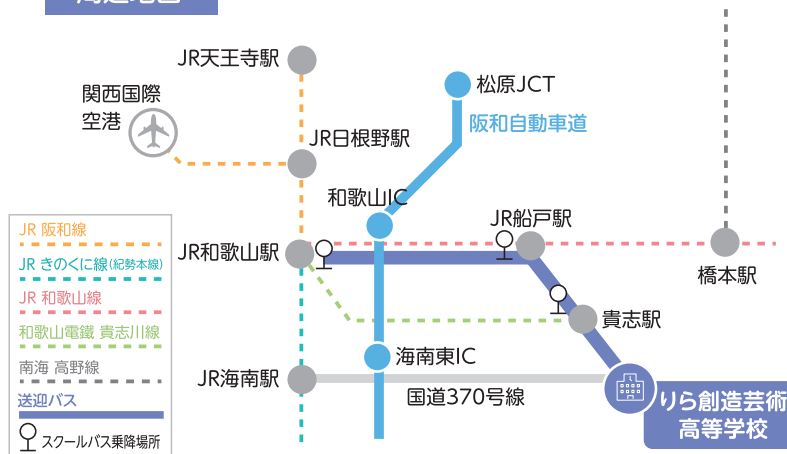 JR天王寺駅
関西国際
空港
松原JCT
阪和自動車道
JR日根野駅
和歌山IC
JR船戸駅
JR和歌山駅
橋本駅
貴志駅
海南東IC
JR海南駅
国道370号線
りら創造芸術
高等学校
JR 阪和線
JR きのくに線(紀勢本線)
JR 和歌山線
和歌山電鐵 貴志川線
南海 高野線
送迎バス
スクールバス乗降場所